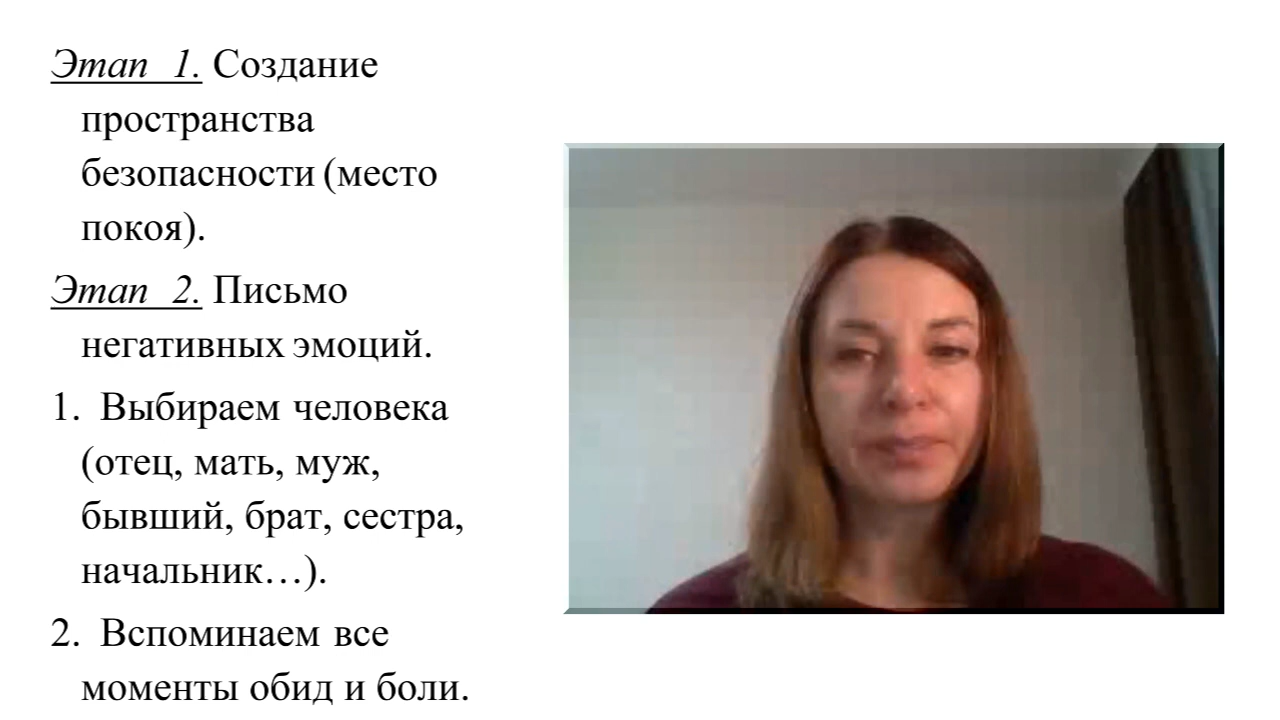 Этап 1. Создание
пространства
безопасности (место
покоя).
Этап 2. Письмо
негативных эмоций.
1. Выбираем человека
(отец, мать, муж,
бывший, брат, сестра,
начальник…).
2. Вспоминаем все
моменты обид и боли.